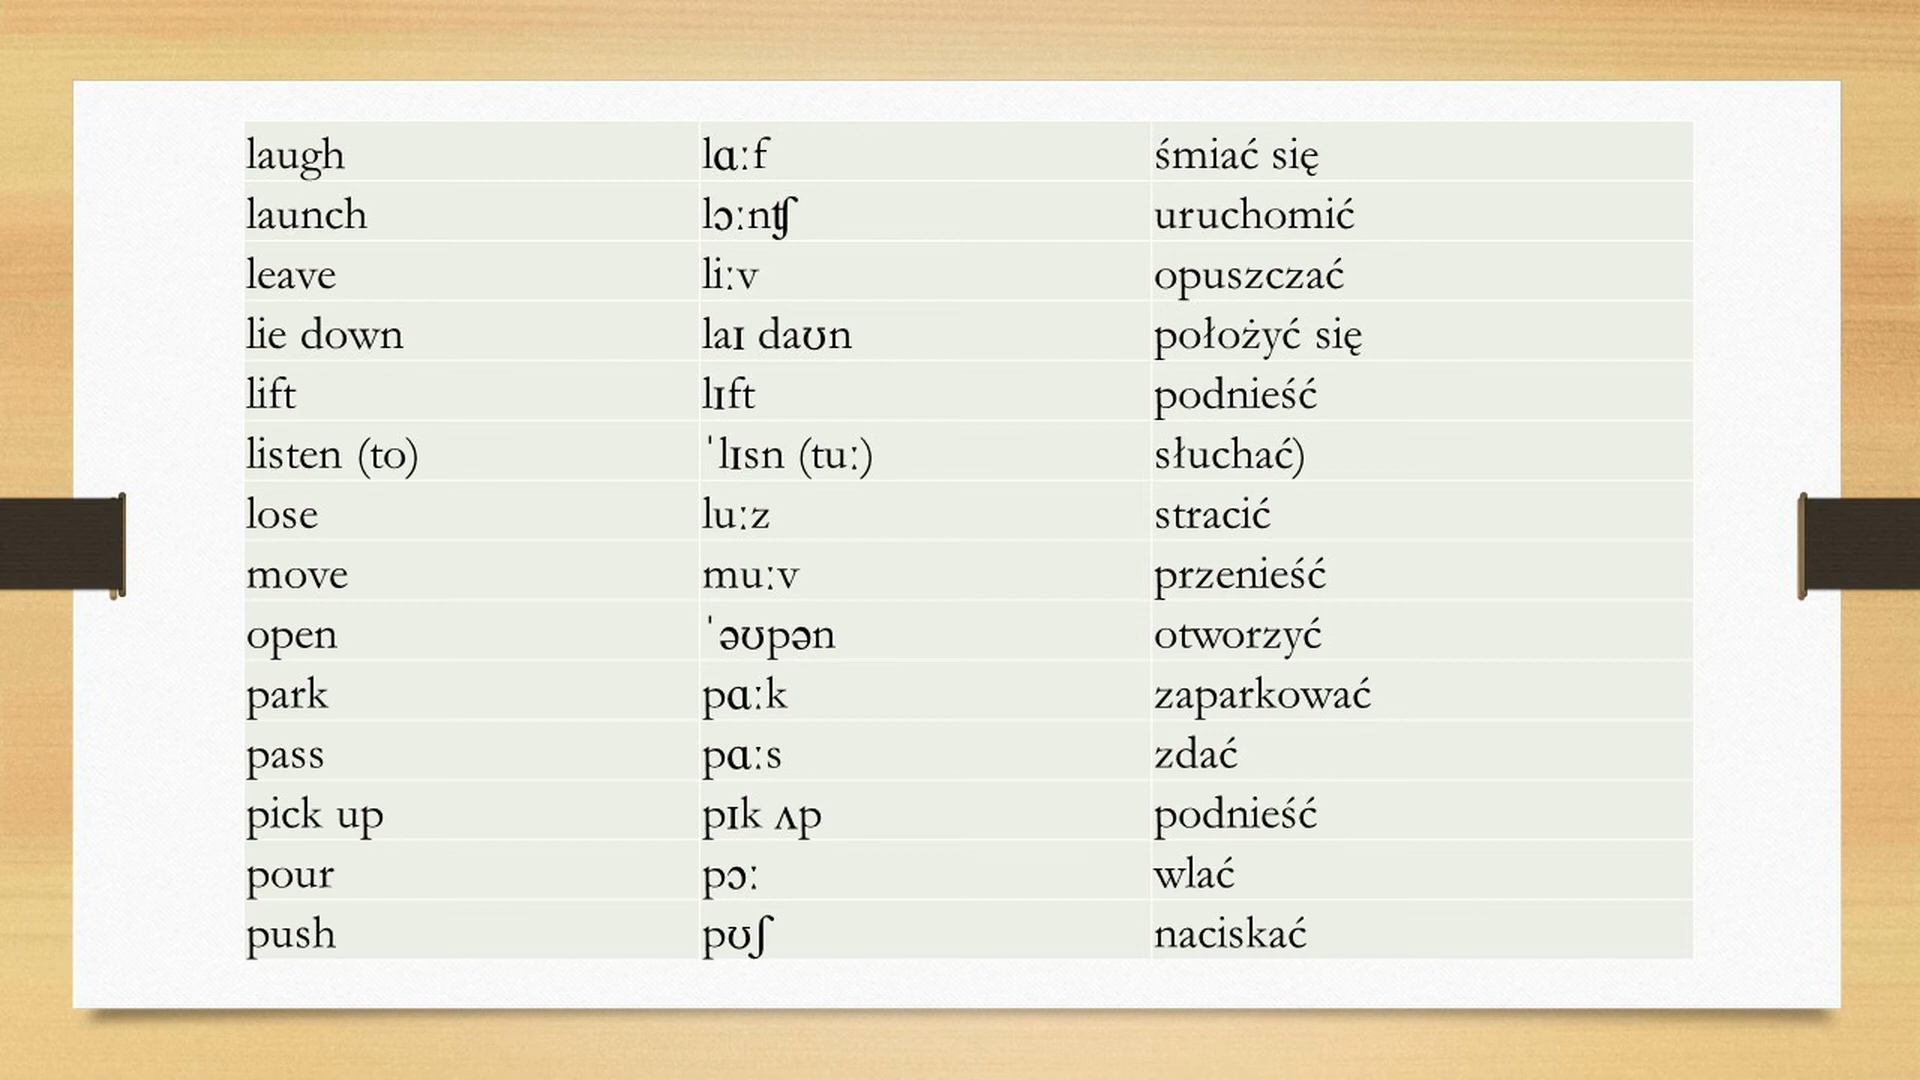 laugh lɑːf śmiać się
launch lɔːnʧ uruchomić
leave liːv opuszczać
lie down laɪ daʊn położyć się
lift lɪft podnieść
listen (to) ˈlɪsn (tuː) słuchać)
lose luːz stracić
move muːv przenieść
open ˈəʊpən otworzyć
park pɑːk zaparkować
pass pɑːs zdać
pick up pɪk ʌp podnieść
pour pɔː wlać
push pʊʃ naciskać